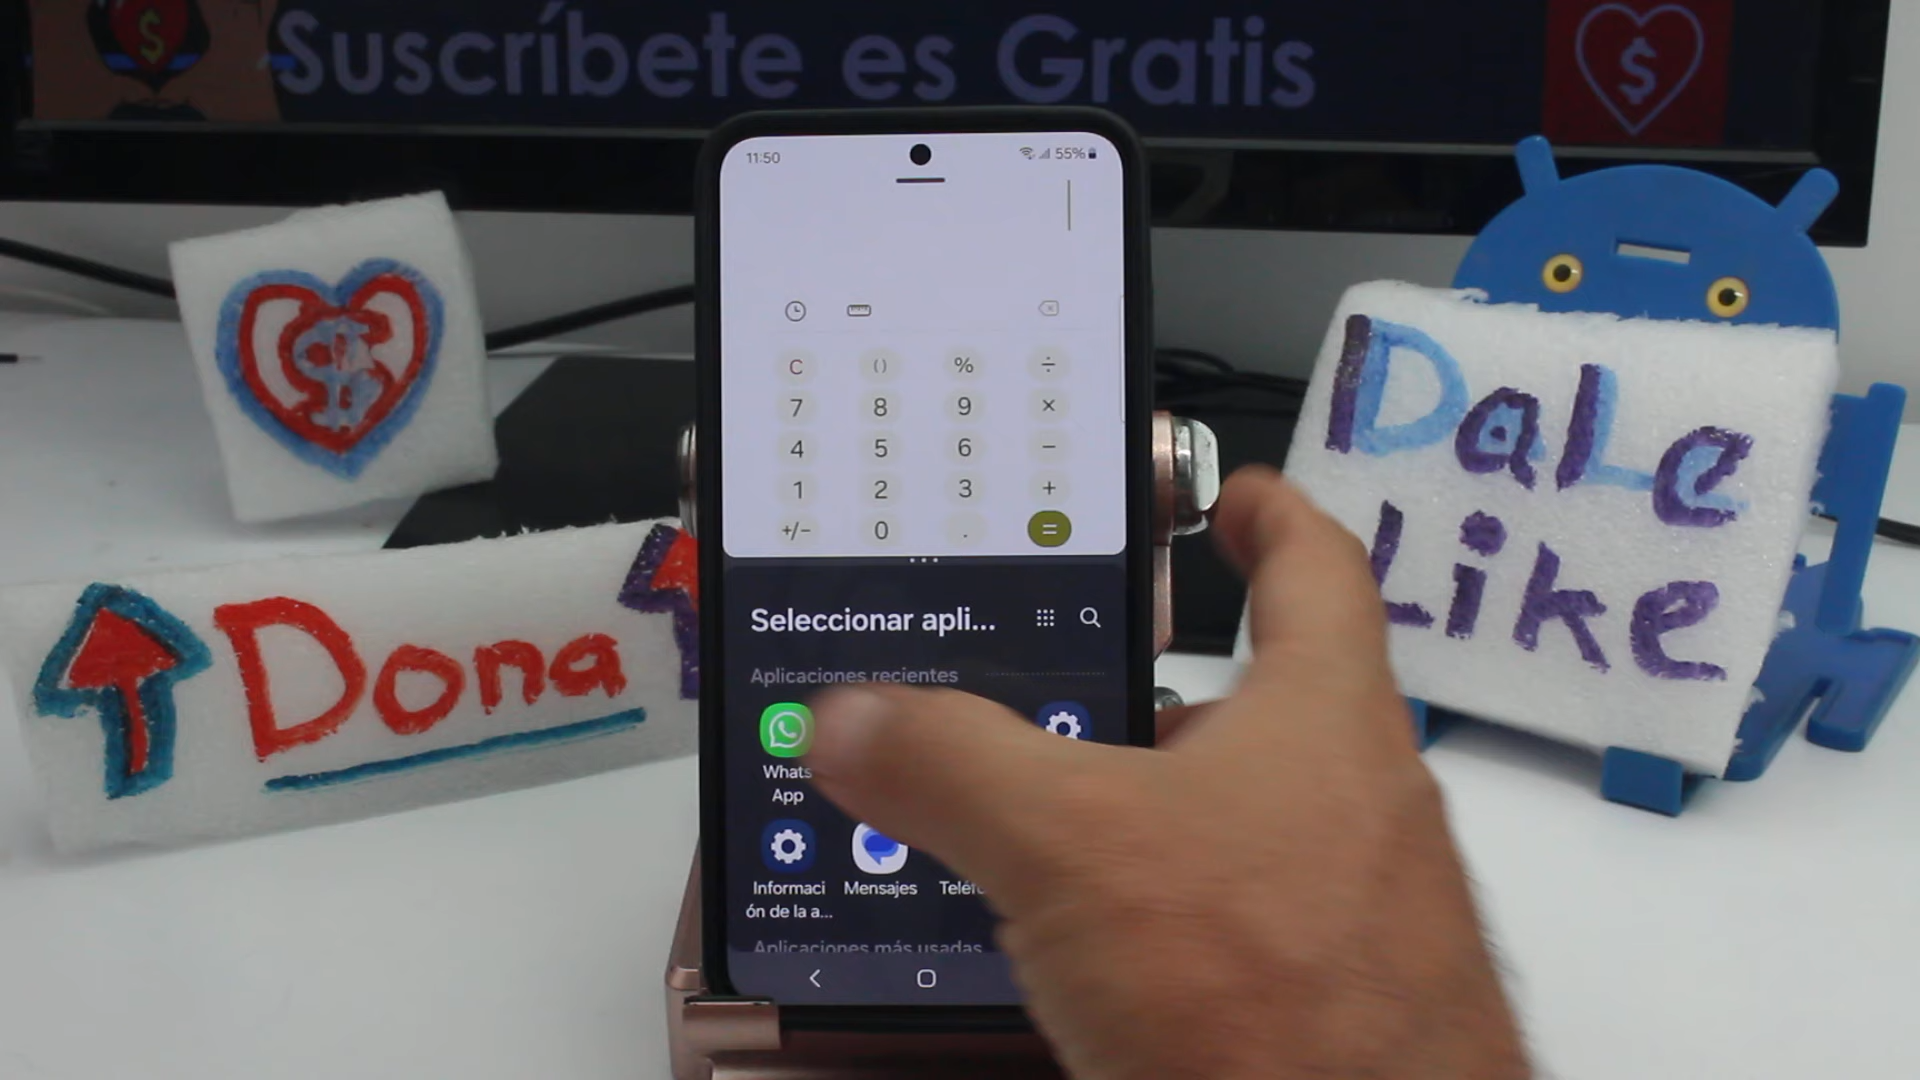 Suscríbete es Gratis
$
$
$
Dona
DaLe
Like
11:50
55%
C () % ÷
7 8 9 ×
4 5 6 −
1 2 3 +
+/− 0 . =
Seleccionar apli...
Aplicaciones recientes
Whats
App
Informaci
ón de la a...
Mensajes
Teléf
Aplicaciones más usadas